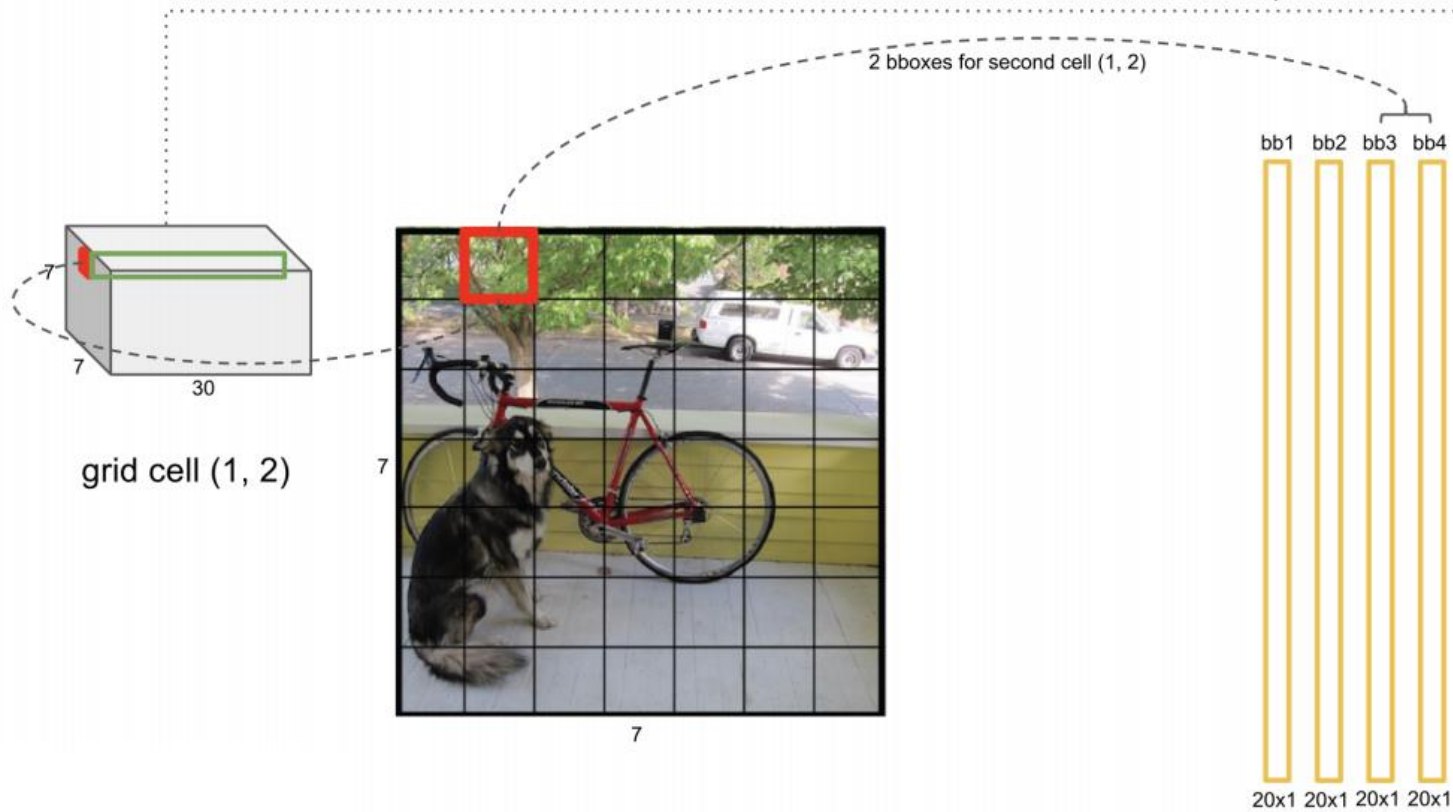 2 bboxes for second cell (1, 2)
bb1 bb2 bb3 bb4
7
7
30
grid cell (1, 2)
7
7
20x1 20x1 20x1 20x1